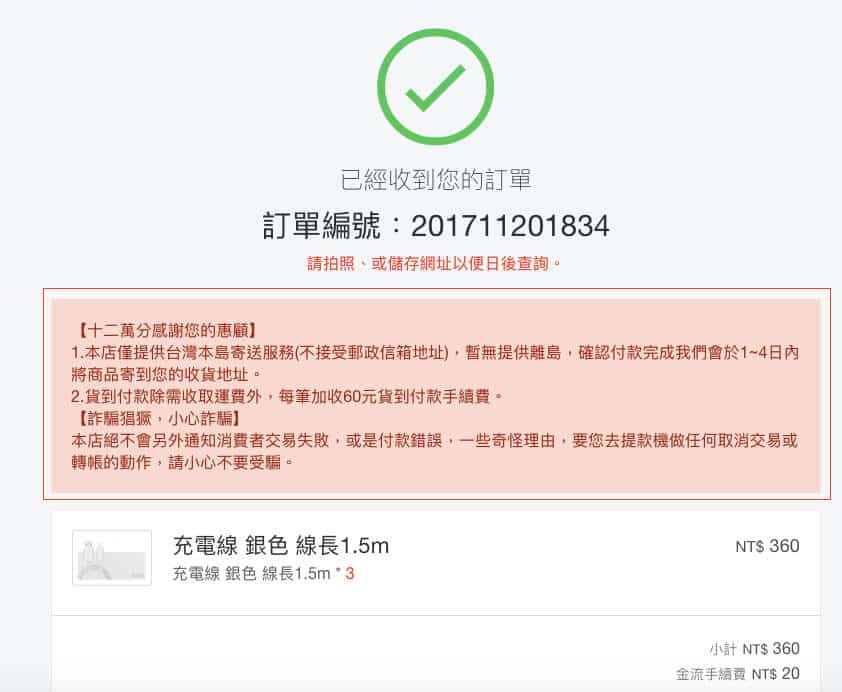 已經收到您的訂單
訂單編號：201711201834
請拍照、或儲存網址以便日後查詢。
【十二萬分感謝您的惠顧】
1.本店僅提供台灣本島寄送服務(不接受郵政信箱地址)，暫無提供離島，確認付款完成我們會於1~4日內
將商品寄到您的收貨地址。
2.貨到付款除需收取運費外，每筆加收60元貨到付款手續費。
【詐騙猖獗，小心詐騙】
本店絕不會另外通知消費者交易失敗，或是付款錯誤，一些奇怪理由，要您去提款機做任何取消交易或
轉帳的動作，請小心不要受騙。
充電線 銀色 線長1.5m
NT$ 360
充電線 銀色 線長1.5m * 3
小計 NT$ 360
金流手續費 NT$ 20